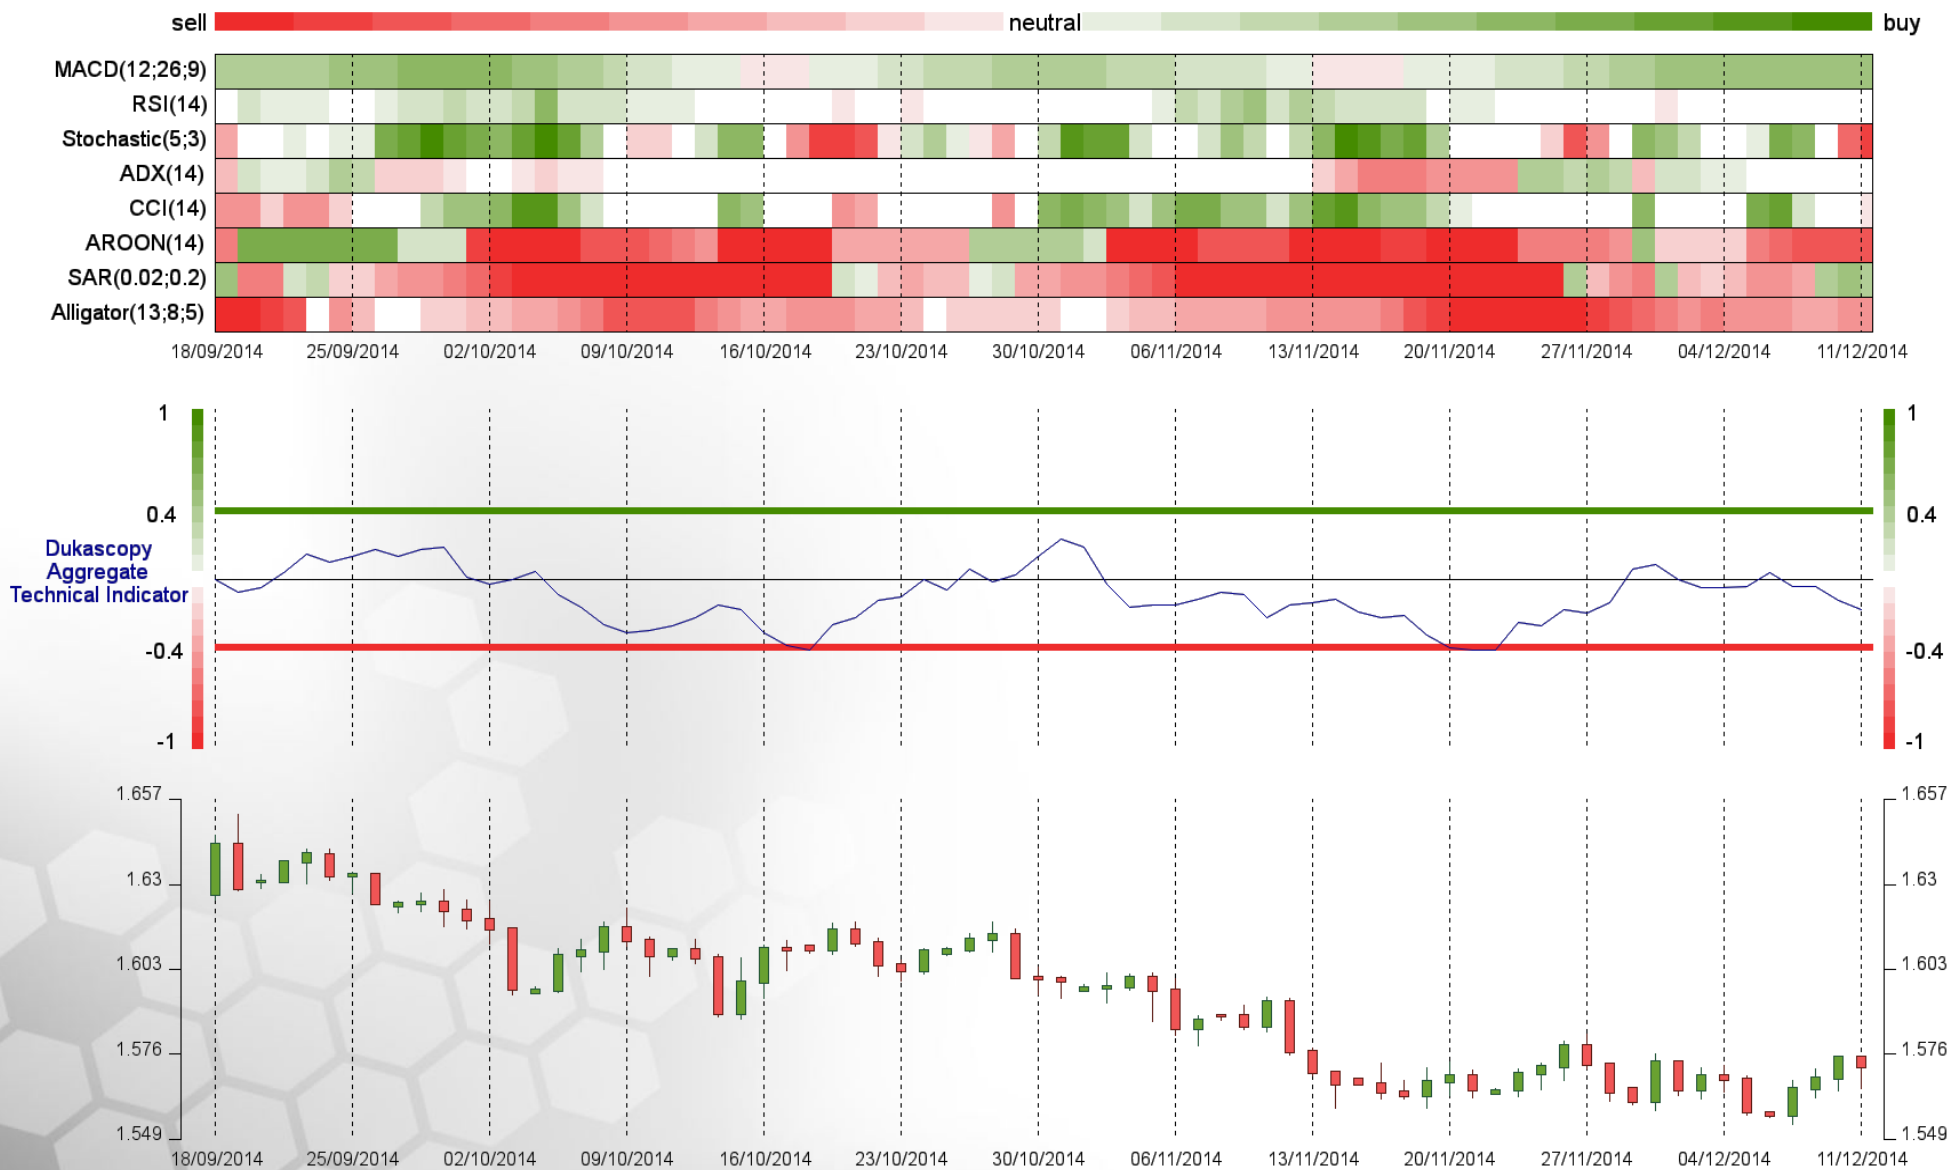 sell neutral buy
MACD(12;26;9)
RSI(14)
Stochastic(5;3)
ADX(14)
CCI(14)
AROON(14)
SAR(0.02;0.2)
Alligator(13;8;5)
18/09/2014 25/09/2014 02/10/2014 09/10/2014 16/10/2014 23/10/2014 30/10/2014 06/11/2014 13/11/2014 20/11/2014 27/11/2014 04/12/2014 11/12/2014
1 1
0.4 0.4
Dukascopy
Aggregate
Technical Indicator
-0.4 -0.4
-1 -1
1.657 1.657
1.63 1.63
1.603 1.603
1.576 1.576
1.549 1.549
18/09/2014 25/09/2014 02/10/2014 09/10/2014 16/10/2014 23/10/2014 30/10/2014 06/11/2014 13/11/2014 20/11/2014 27/11/2014 04/12/2014 11/12/2014